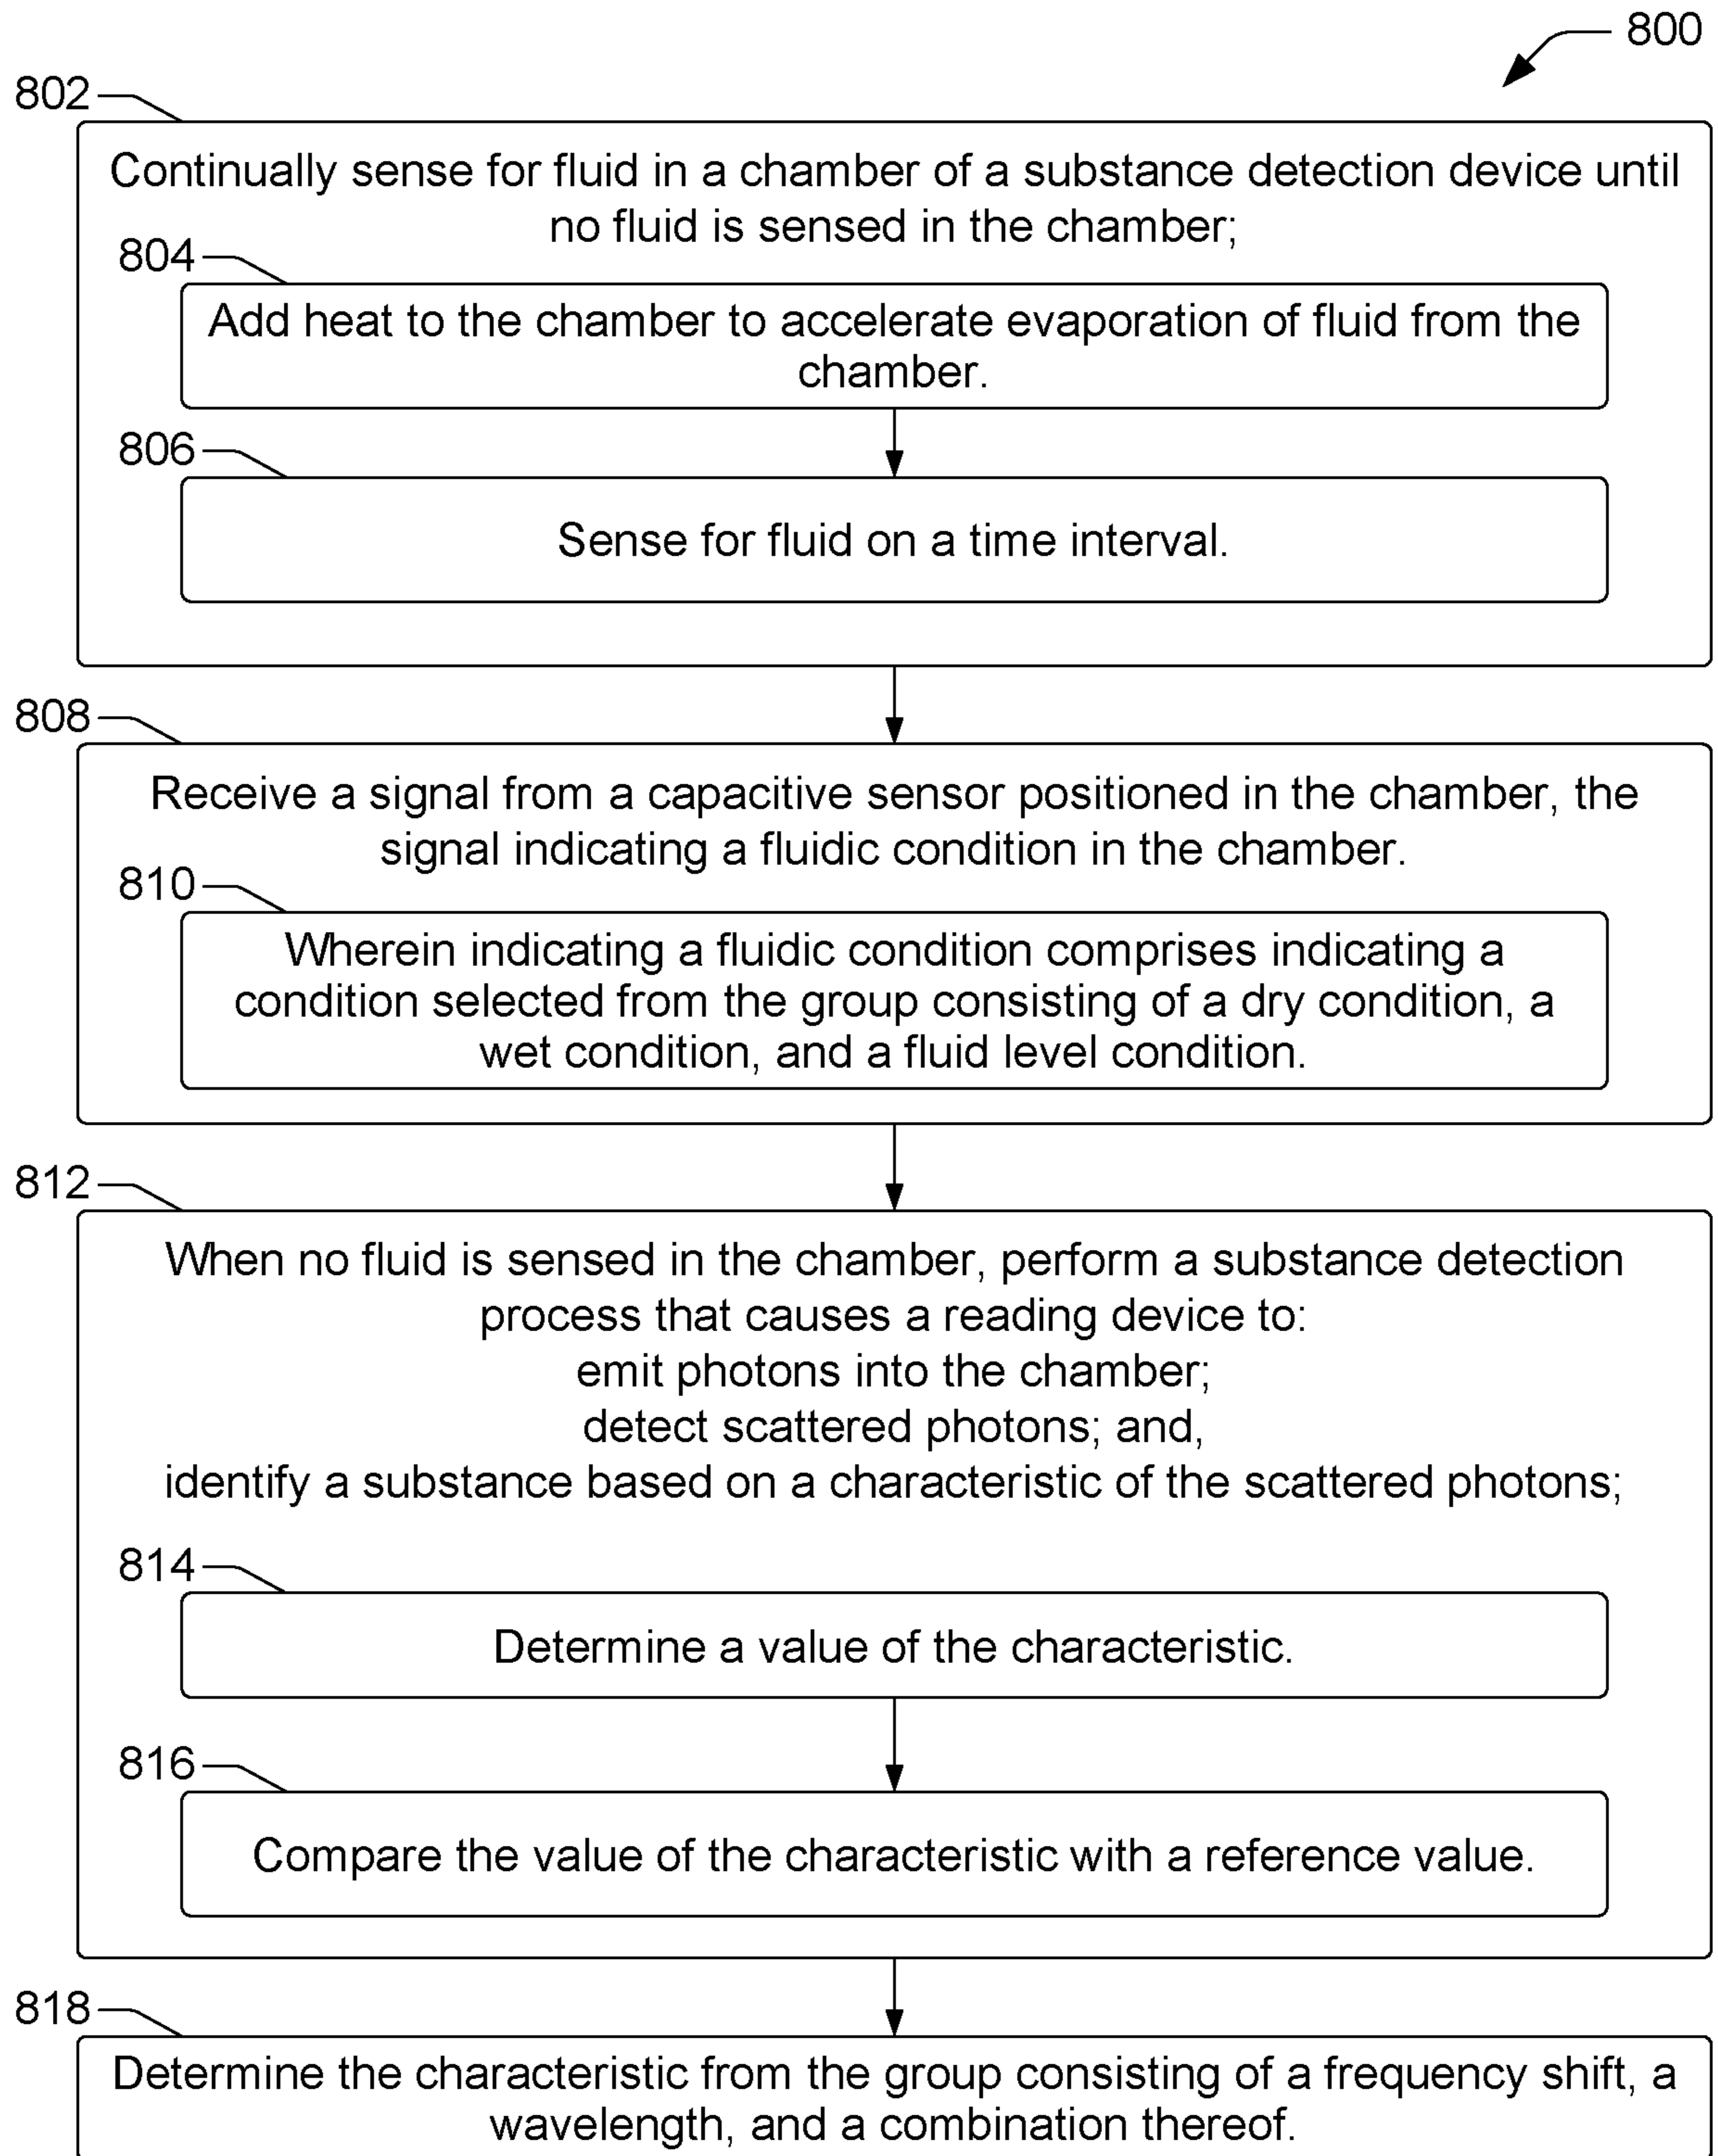 800
802
Continually sense for fluid in a chamber of a substance detection device until
no fluid is sensed in the chamber;
804
Add heat to the chamber to accelerate evaporation of fluid from the
chamber.
806
Sense for fluid on a time interval.
808
Receive a signal from a capacitive sensor positioned in the chamber, the
signal indicating a fluidic condition in the chamber.
810
Wherein indicating a fluidic condition comprises indicating a
condition selected from the group consisting of a dry condition, a
wet condition, and a fluid level condition.
812
When no fluid is sensed in the chamber, perform a substance detection
process that causes a reading device to:
emit photons into the chamber;
detect scattered photons; and,
identify a substance based on a characteristic of the scattered photons;
814
Determine a value of the characteristic.
816
Compare the value of the characteristic with a reference value.
818
Determine the characteristic from the group consisting of a frequency shift, a
wavelength, and a combination thereof.